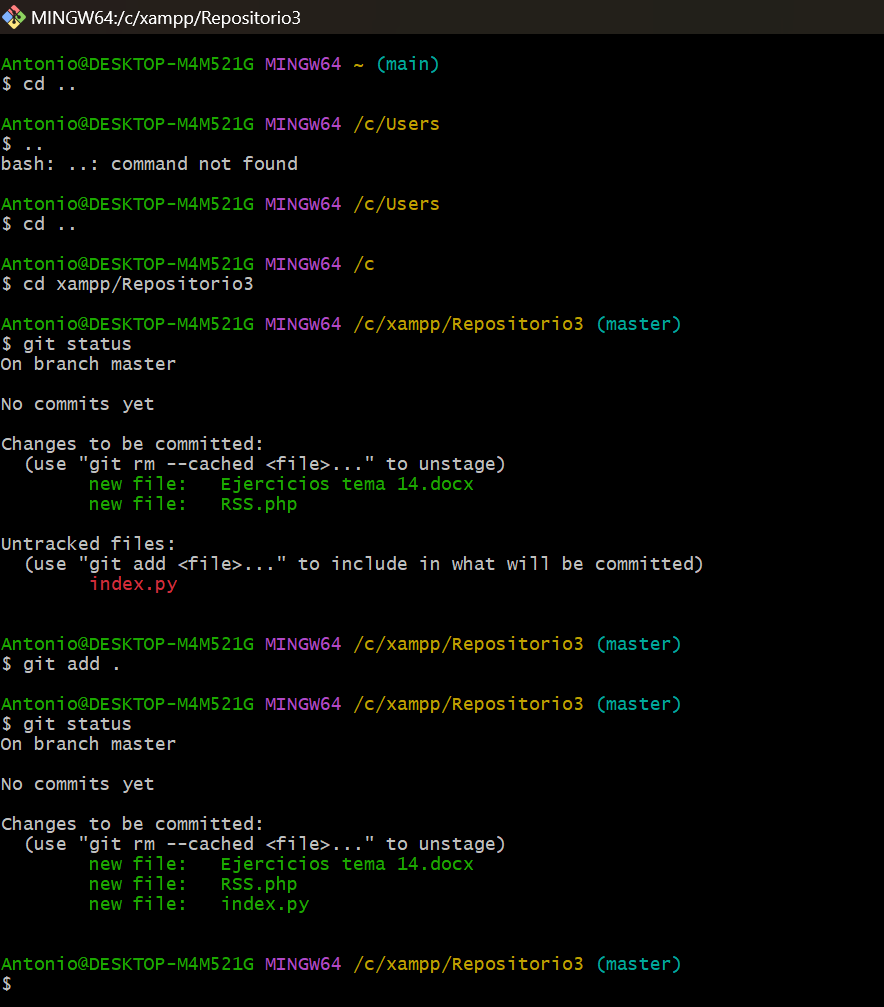 MINGW64:/c/xampp/Repositorio3
Antonio@DESKTOP-M4M521G MINGW64 ~ (main)
$ cd ..
Antonio@DESKTOP-M4M521G MINGW64 /c/Users
$ ..
bash: ..: command not found
Antonio@DESKTOP-M4M521G MINGW64 /c/Users
$ cd ..
Antonio@DESKTOP-M4M521G MINGW64 /c
$ cd xampp/Repositorio3
Antonio@DESKTOP-M4M521G MINGW64 /c/xampp/Repositorio3 (master)
$ git status
On branch master
No commits yet
Changes to be committed:
  (use "git rm --cached <file>..." to unstage)
        new file:   Ejercicios tema 14.docx
        new file:   RSS.php
Untracked files:
  (use "git add <file>..." to include in what will be committed)
        index.py
Antonio@DESKTOP-M4M521G MINGW64 /c/xampp/Repositorio3 (master)
$ git add .
Antonio@DESKTOP-M4M521G MINGW64 /c/xampp/Repositorio3 (master)
$ git status
On branch master
No commits yet
Changes to be committed:
  (use "git rm --cached <file>..." to unstage)
        new file:   Ejercicios tema 14.docx
        new file:   RSS.php
        new file:   index.py
Antonio@DESKTOP-M4M521G MINGW64 /c/xampp/Repositorio3 (master)
$